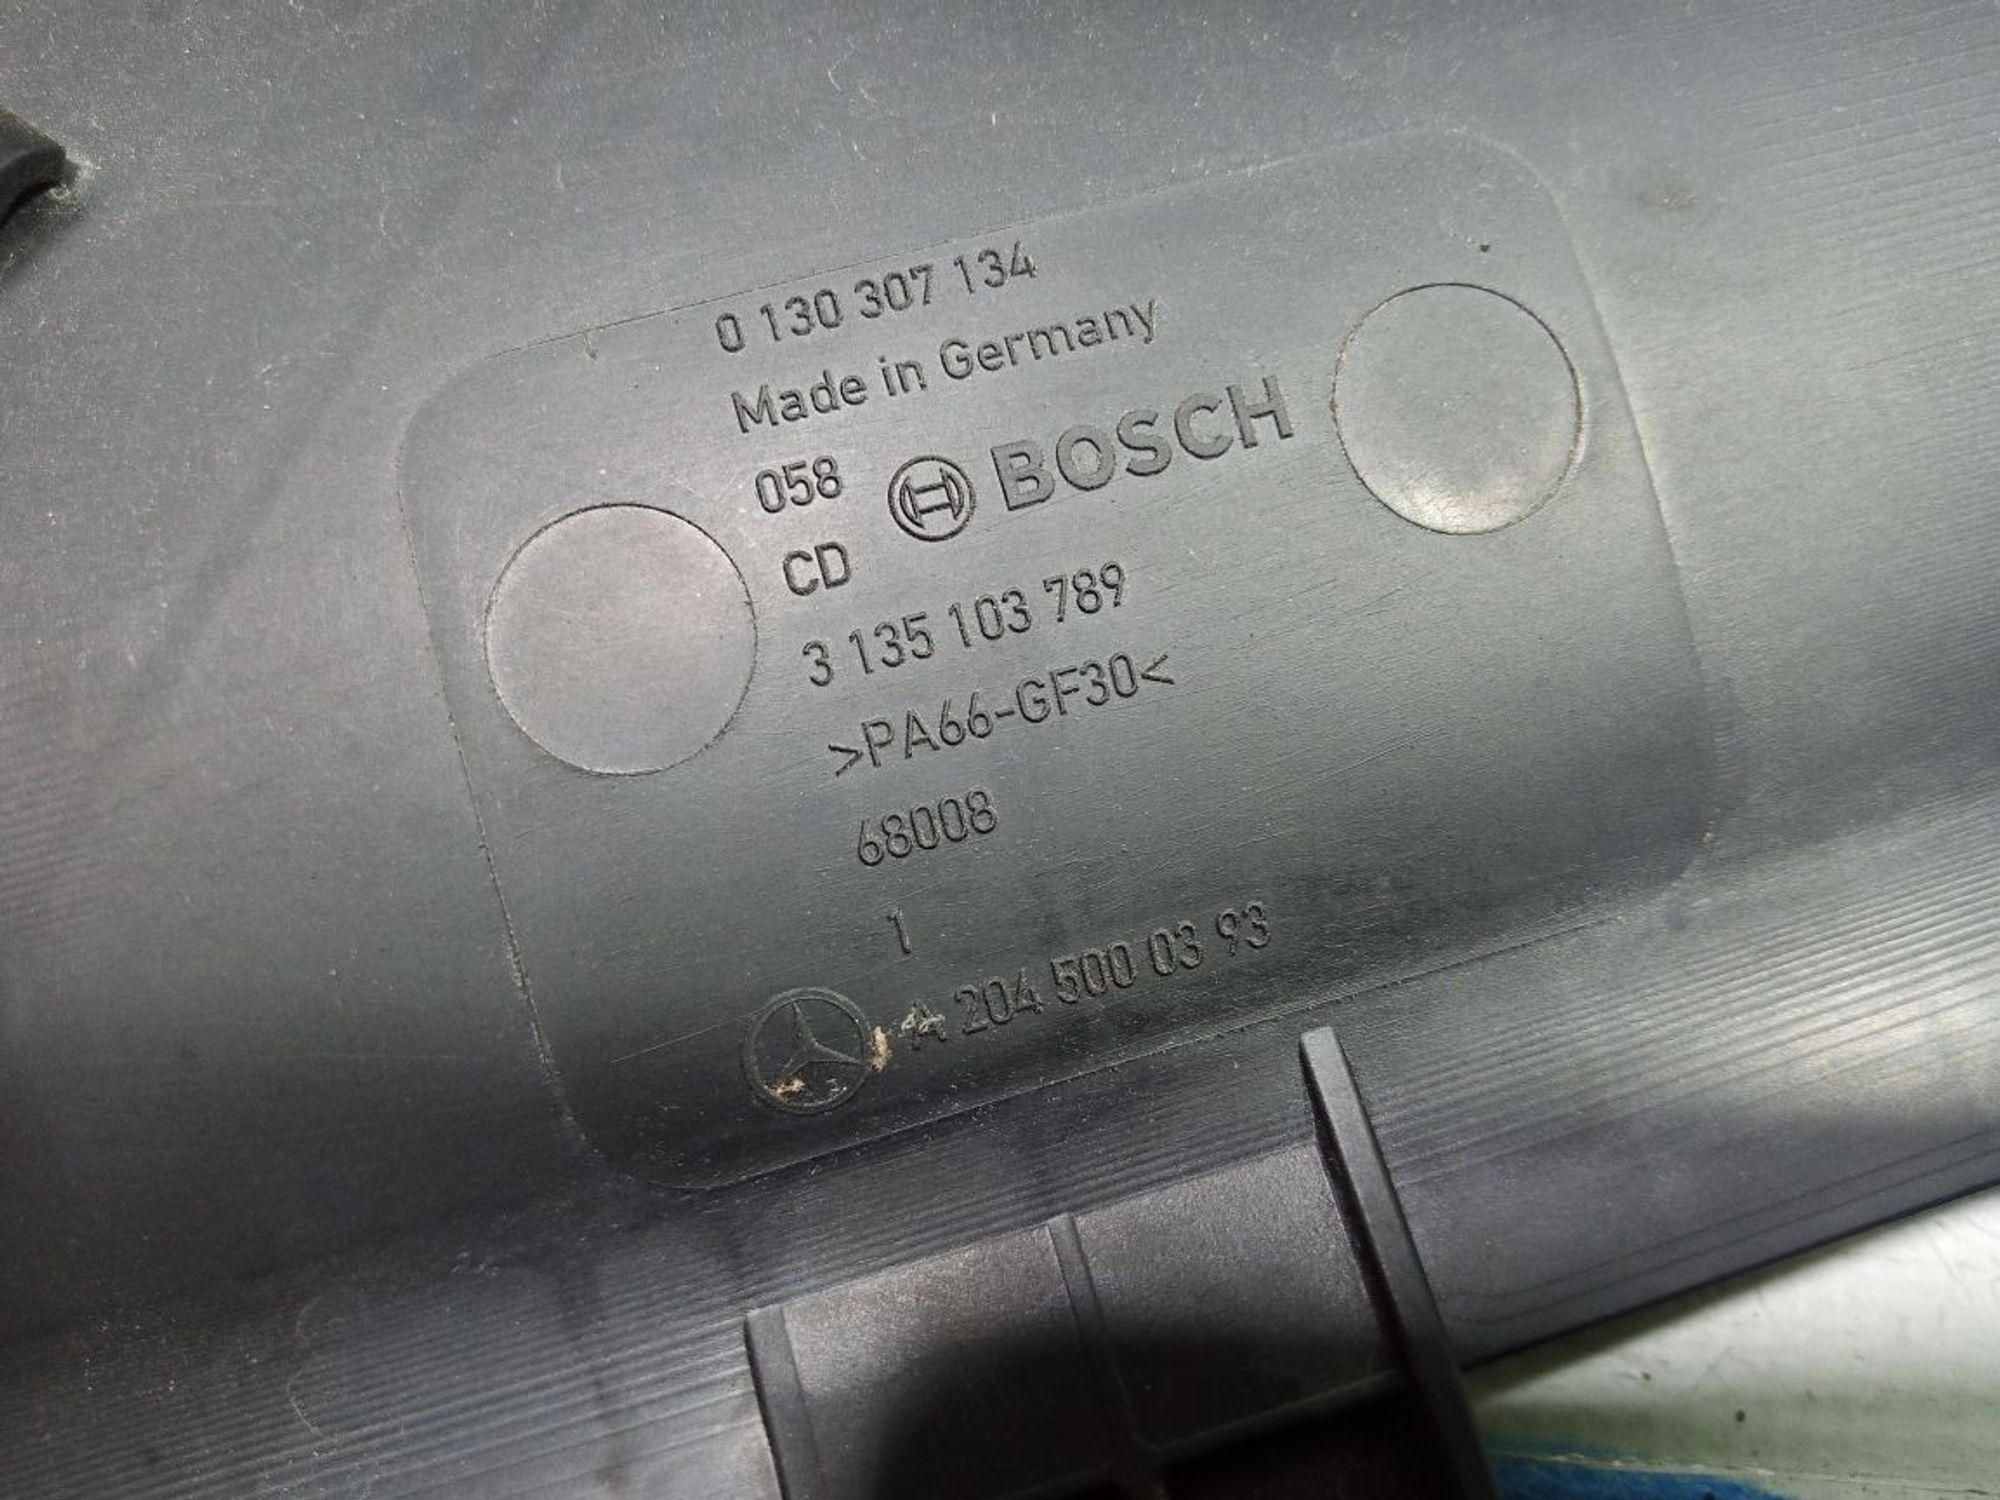 0 130 307 134
Made in Germany
058 BOSCH
CD
3 135 103 789
>PA66-GF30<
68008
1
A 204 500 03 93